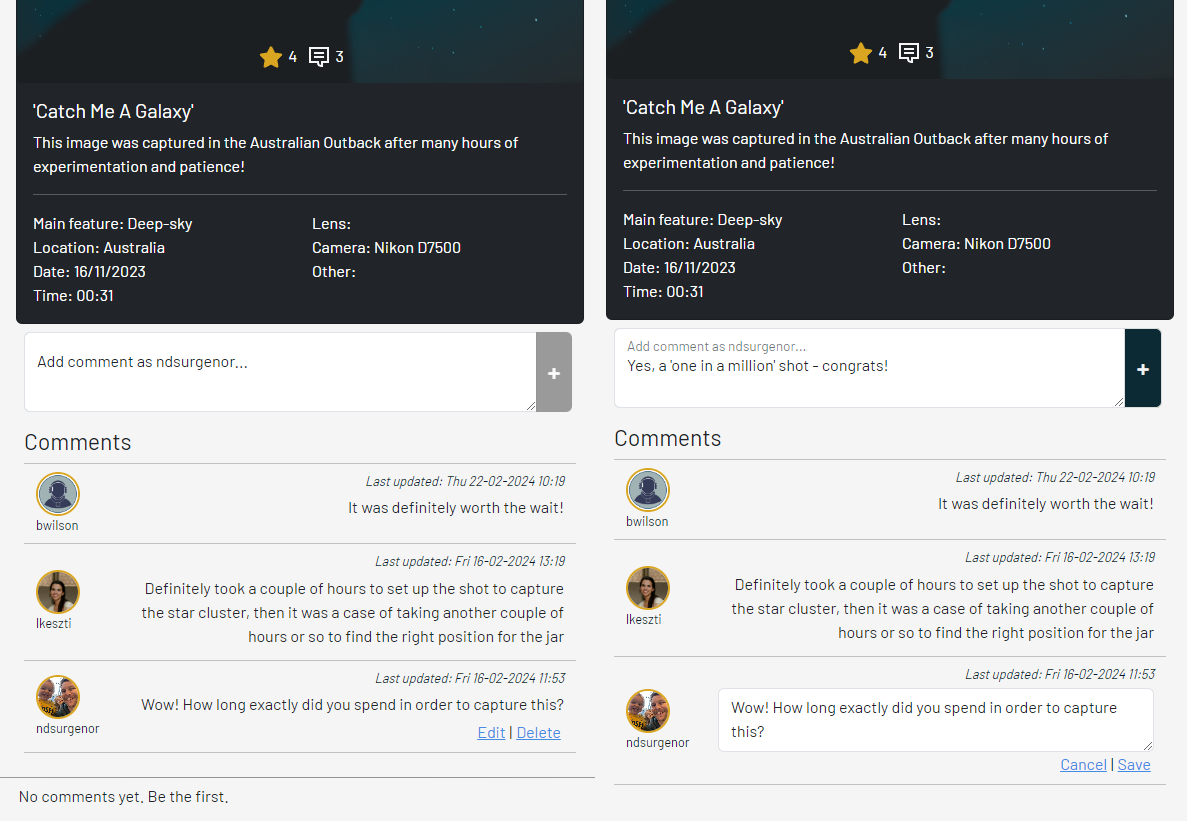 4 3
'Catch Me A Galaxy'
This image was captured in the Australian Outback after many hours of
experimentation and patience!
Main feature: Deep-sky
Location: Australia
Date: 16/11/2023
Time: 00:31
Lens:
Camera: Nikon D7500
Other:
Add comment as ndsurgenor...
+
Comments
Last updated: Thu 22-02-2024 10:19
It was definitely worth the wait!
bwilson
Last updated: Fri 16-02-2024 13:19
Definitely took a couple of hours to set up the shot to capture
the star cluster, then it was a case of taking another couple of
hours or so to find the right position for the jar
lkeszti
Last updated: Fri 16-02-2024 11:53
Wow! How long exactly did you spend in order to capture this?
ndsurgenor
Edit | Delete
No comments yet. Be the first.
4 3
'Catch Me A Galaxy'
This image was captured in the Australian Outback after many hours of
experimentation and patience!
Main feature: Deep-sky
Location: Australia
Date: 16/11/2023
Time: 00:31
Lens:
Camera: Nikon D7500
Other:
Add comment as ndsurgenor...
Yes, a 'one in a million' shot - congrats!
+
Comments
Last updated: Thu 22-02-2024 10:19
It was definitely worth the wait!
bwilson
Last updated: Fri 16-02-2024 13:19
Definitely took a couple of hours to set up the shot to capture
the star cluster, then it was a case of taking another couple of
hours or so to find the right position for the jar
lkeszti
Last updated: Fri 16-02-2024 11:53
Wow! How long exactly did you spend in order to capture
this?
ndsurgenor
Cancel | Save